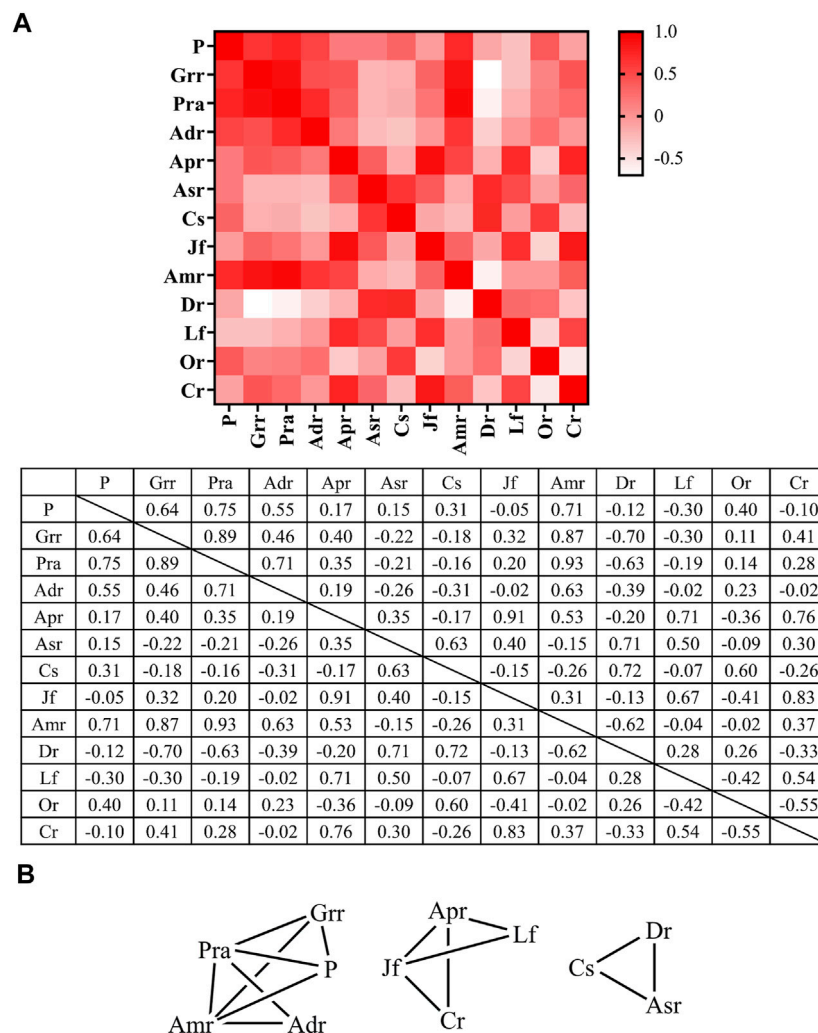 A
P
Grr
Pra
Adr
Apr
Asr
Cs
Jf
Amr
Dr
Lf
Or
Cr
P Grr Pra Adr Apr Asr Cs Jf Amr Dr Lf Or Cr
1.0
0.5
0
-0.5
P Grr Pra Adr Apr Asr Cs Jf Amr Dr Lf Or Cr
P 0.64 0.75 0.55 0.17 0.15 0.31 -0.05 0.71 -0.12 -0.30 0.40 -0.10
Grr 0.64 0.89 0.46 0.40 -0.22 -0.18 0.32 0.87 -0.70 -0.30 0.11 0.41
Pra 0.75 0.89 0.71 0.35 -0.21 -0.16 0.20 0.93 -0.63 -0.19 0.14 0.28
Adr 0.55 0.46 0.71 0.19 -0.26 -0.31 -0.02 0.63 -0.39 -0.02 0.23 -0.02
Apr 0.17 0.40 0.35 0.19 0.35 -0.17 0.91 0.53 -0.20 0.71 -0.36 0.76
Asr 0.15 -0.22 -0.21 -0.26 0.35 0.63 0.40 -0.15 0.71 0.50 -0.09 0.30
Cs 0.31 -0.18 -0.16 -0.31 -0.17 0.63 -0.15 -0.26 0.72 -0.07 0.60 -0.26
Jf -0.05 0.32 0.20 -0.02 0.91 0.40 -0.15 0.31 -0.13 0.67 -0.41 0.83
Amr 0.71 0.87 0.93 0.63 0.53 -0.15 -0.26 0.31 -0.62 -0.04 -0.02 0.37
Dr -0.12 -0.70 -0.63 -0.39 -0.20 0.71 0.72 -0.13 -0.62 0.28 0.26 -0.33
Lf -0.30 -0.30 -0.19 -0.02 0.71 0.50 -0.07 0.67 -0.04 0.28 -0.42 0.54
Or 0.40 0.11 0.14 0.23 -0.36 -0.09 0.60 -0.41 -0.02 0.26 -0.42 -0.55
Cr -0.10 0.41 0.28 -0.02 0.76 0.30 -0.26 0.83 0.37 -0.33 0.54 -0.55
B
Grr
Pra
P
Amr
Adr
Apr
Lf
Jf
Cr
Dr
Cs
Asr